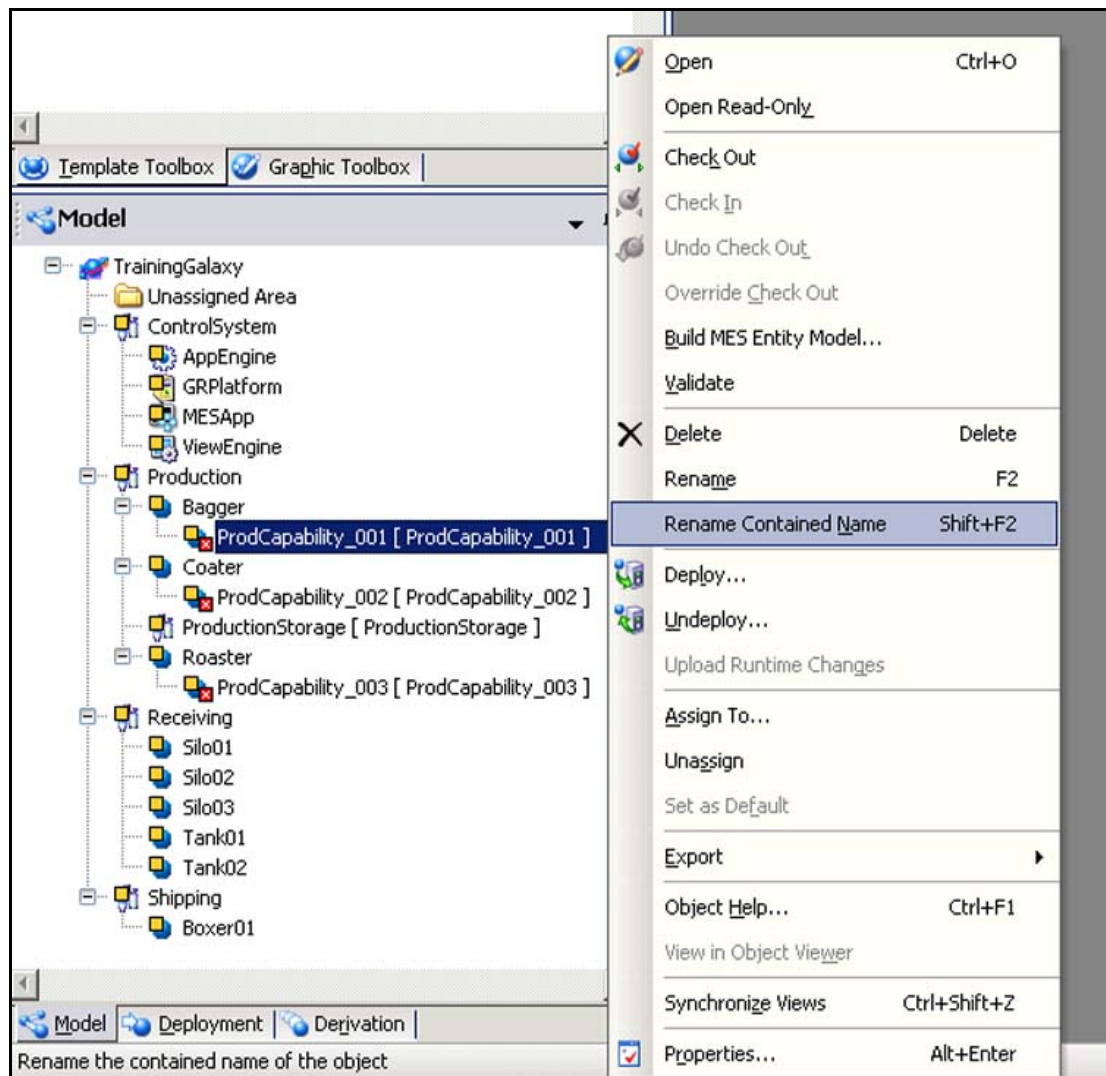 Template Toolbox
Graphic Toolbox
Model
TrainingGalaxy
Unassigned Area
ControlSystem
AppEngine
GRPlatform
MESApp
ViewEngine
Production
Bagger
ProdCapability_001 [ ProdCapability_001 ]
Coater
ProdCapability_002 [ ProdCapability_002 ]
ProductionStorage [ ProductionStorage ]
Roaster
ProdCapability_003 [ ProdCapability_003 ]
Receiving
Silo01
Silo02
Silo03
Tank01
Tank02
Shipping
Boxer01
Model
Deployment
Derivation
Rename the contained name of the object
Open Ctrl+O
Open Read-Only
Check Out
Check In
Undo Check Out
Override Check Out
Build MES Entity Model...
Validate
Delete Delete
Rename F2
Rename Contained Name Shift+F2
Deploy...
Undeploy...
Upload Runtime Changes
Assign To...
Unassign
Set as Default
Export
Object Help... Ctrl+F1
View in Object Viewer
Synchronize Views Ctrl+Shift+Z
Properties... Alt+Enter